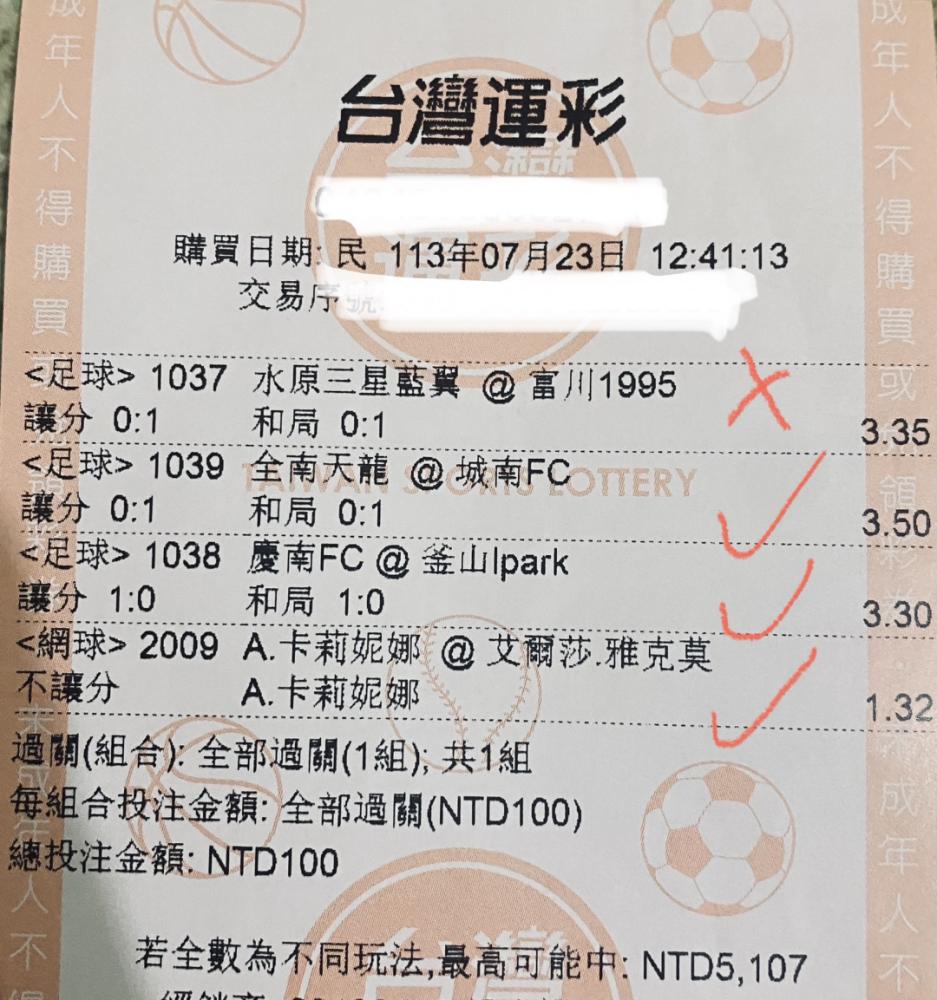 台灣運彩
購買日期: 民 113年07月23日 12:41:13
交易序號:
<足球> 1037 水原三星藍翼 @ 富川1995
讓分 0:1 和局 0:1 3.35
<足球> 1039 全南天龍 @ 城南FC
讓分 0:1 和局 0:1 3.50
<足球> 1038 慶南FC @ 釜山Ipark
讓分 1:0 和局 1:0 3.30
<網球> 2009 A.卡莉妮娜 @ 艾爾莎.雅克莫
不讓分 A.卡莉妮娜 1.32
過關(組合): 全部過關(1組); 共1組
每組合投注金額: 全部過關(NTD100)
總投注金額: NTD100
若全數為不同玩法,最高可能中: NTD5,107
TAIWAN SPORTS LOTTERY
成年人不得購買
成年人不得購買或
台灣